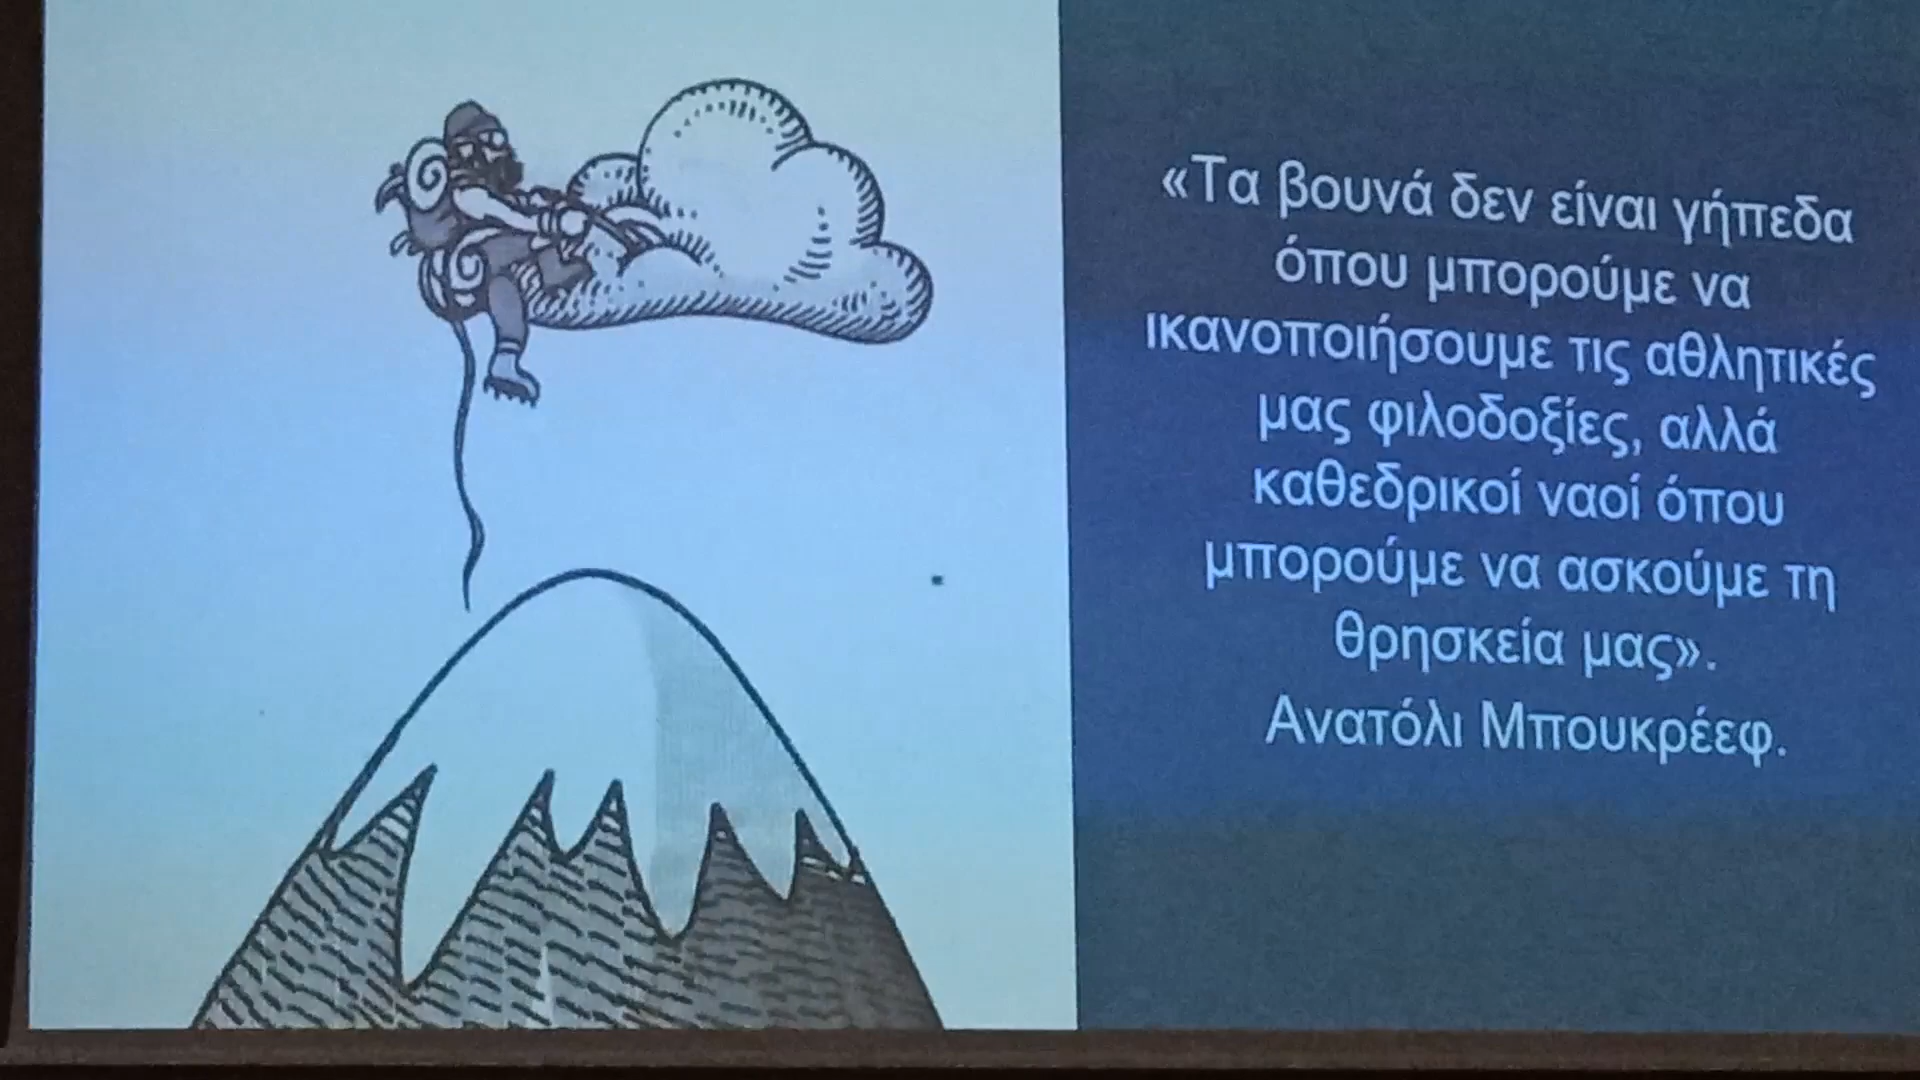 «Τα βουνά δεν είναι γήπεδα
όπου μπορούμε να
ικανοποιήσουμε τις αθλητικές
μας φιλοδοξίες, αλλά
καθεδρικοί ναοί όπου
μπορούμε να ασκούμε τη
θρησκεία μας».
Ανατόλι Μπουκρέεφ.